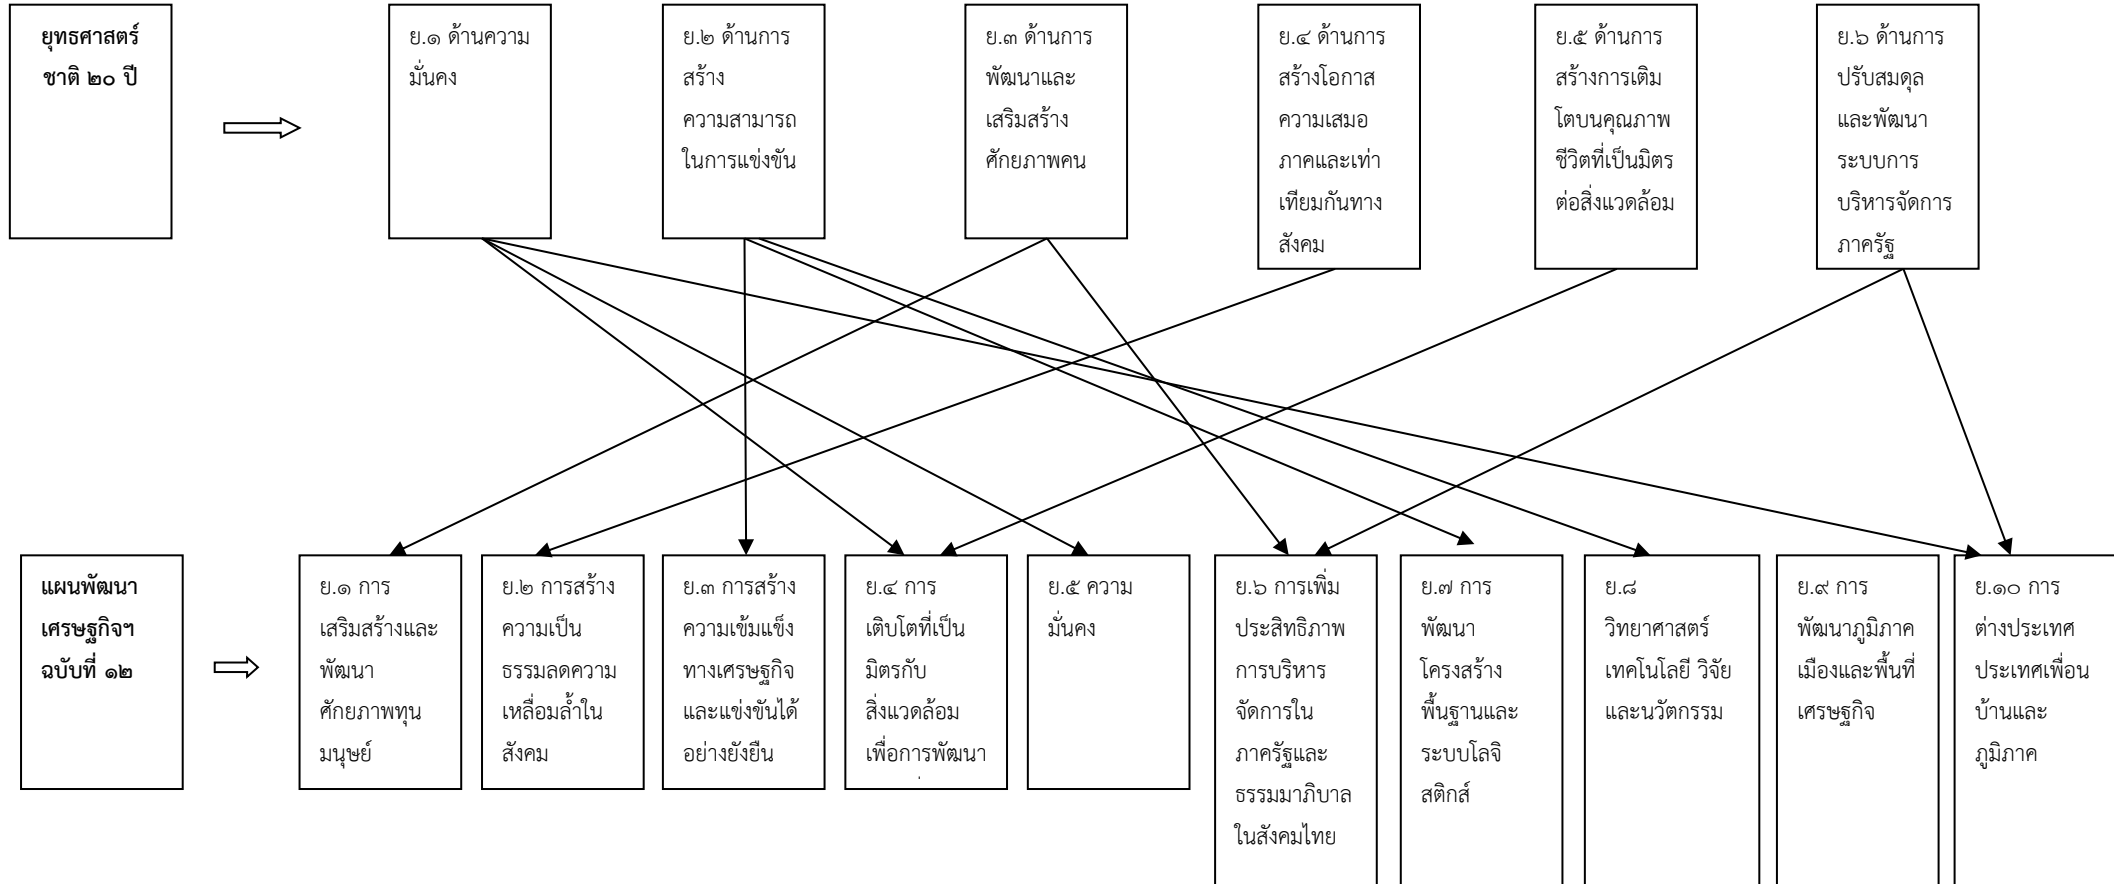 ยุทธศาสตร์
ชาติ ๒๐ ปี
ย.๑ ด้านความ
มั่นคง
ย.๒ ด้านการ
สร้าง
ความสามารถ
ในการแข่งขัน
ย.๓ ด้านการ
พัฒนาและ
เสริมสร้าง
ศักยภาพคน
ย.๔ ด้านการ
สร้างโอกาส
ความเสมอ
ภาคและเท่า
เทียมกันทาง
สังคม
ย.๕ ด้านการ
สร้างการเติม
โตบนคุณภาพ
ชีวิตที่เป็นมิตร
ต่อสิ่งแวดล้อม
ย.๖ ด้านการ
ปรับสมดุล
และพัฒนา
ระบบการ
บริหารจัดการ
ภาครัฐ
แผนพัฒนา
เศรษฐกิจฯ
ฉบับที่ ๑๒
ย.๑ การ
เสริมสร้างและ
พัฒนา
ศักยภาพทุน
มนุษย์
ย.๒ การสร้าง
ความเป็น
ธรรมลดความ
เหลื่อมล้ำใน
สังคม
ย.๓ การสร้าง
ความเข้มแข็ง
ทางเศรษฐกิจ
และแข่งขันได้
อย่างยั่งยืน
ย.๔ การ
เติบโตที่เป็น
มิตรกับ
สิ่งแวดล้อม
เพื่อการพัฒนา
ย.๕ ความ
มั่นคง
ย.๖ การเพิ่ม
ประสิทธิภาพ
การบริหาร
จัดการใน
ภาครัฐและ
ธรรมมาภิบาล
ในสังคมไทย
ย.๗ การ
พัฒนา
โครงสร้าง
พื้นฐานและ
ระบบโลจิ
สติกส์
ย.๘
วิทยาศาสตร์
เทคโนโลยี วิจัย
และนวัตกรรม
ย.๙ การ
พัฒนาภูมิภาค
เมืองและพื้นที่
เศรษฐกิจ
ย.๑๐ การ
ต่างประเทศ
ประเทศเพื่อน
บ้านและ
ภูมิภาค